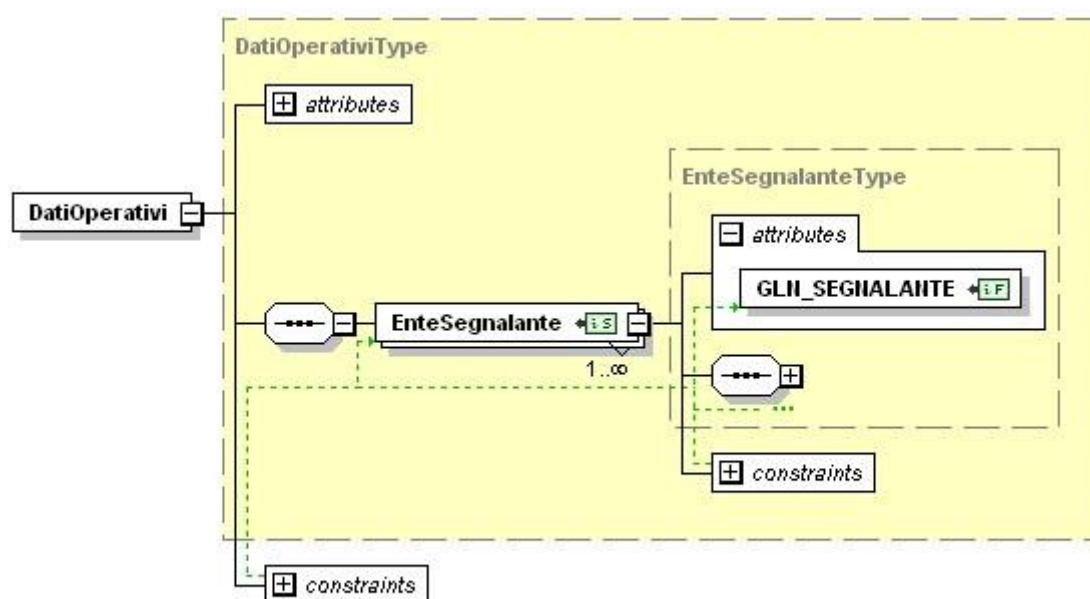 DatiOperativiType
attributes
EnteSegnalanteType
attributes
DatiOperativi
GLN_SEGNALANTE i F
EnteSegnalante i S
1..∞
constraints
constraints